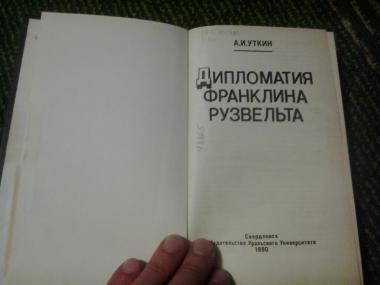 А.И.УТКИН
ДИПЛОМАТИЯ
ФРАНКЛИНА
РУЗВЕЛЬТА
Свердловск
Издательство Уральского Университета
1990